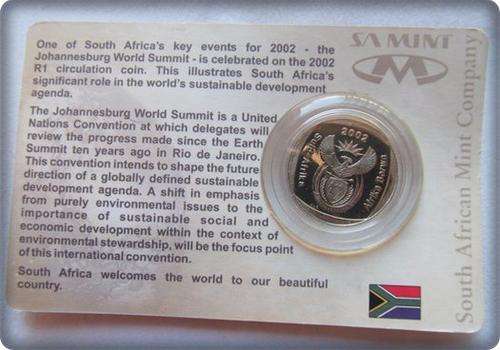 One of South Africa's key events for 2002 - the
Johannesburg World Summit - is celebrated on the 2002
R1 circulation coin. This illustrates South Africa's
significant role in the world's sustainable development
agenda.
The Johannesburg World Summit is a United
Nations Convention at which delegates will
review the progress made since the Earth
Summit ten years ago in Rio de Janeiro.
This convention intends to shape the future
direction of a globally defined sustainable
development agenda. A shift in emphasis
from purely environmental issues to the
importance of sustainable social and
economic development within the context of
environmental stewardship, will be the focus point
of this international convention.
South Africa welcomes the world to our beautiful
country.
SA MINT
South African Mint Company
2002
South Africa
Afrika Borwa